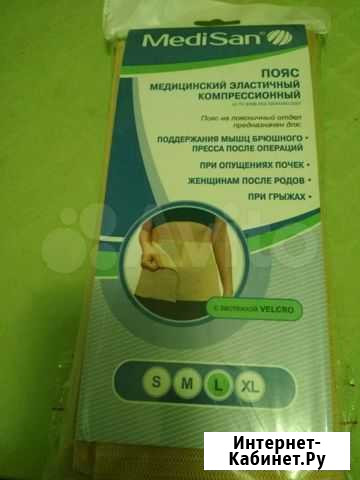 MediSan
ПОЯС
МЕДИЦИНСКИЙ ЭЛАСТИЧНЫЙ
КОМПРЕССИОННЫЙ
Пояс на поясничный отдел
предназначен для:
ПОДДЕРЖАНИЯ МЫШЦ БРЮШНОГО
ПРЕССА ПОСЛЕ ОПЕРАЦИЙ
ПРИ ОПУЩЕНИЯХ ПОЧЕК •
ЖЕНЩИНАМ ПОСЛЕ РОДОВ •
ПРИ ГРЫЖАХ •
Avito
с застежкой VELCRO
S M L XL
Интернет-
Кабинет.Ру